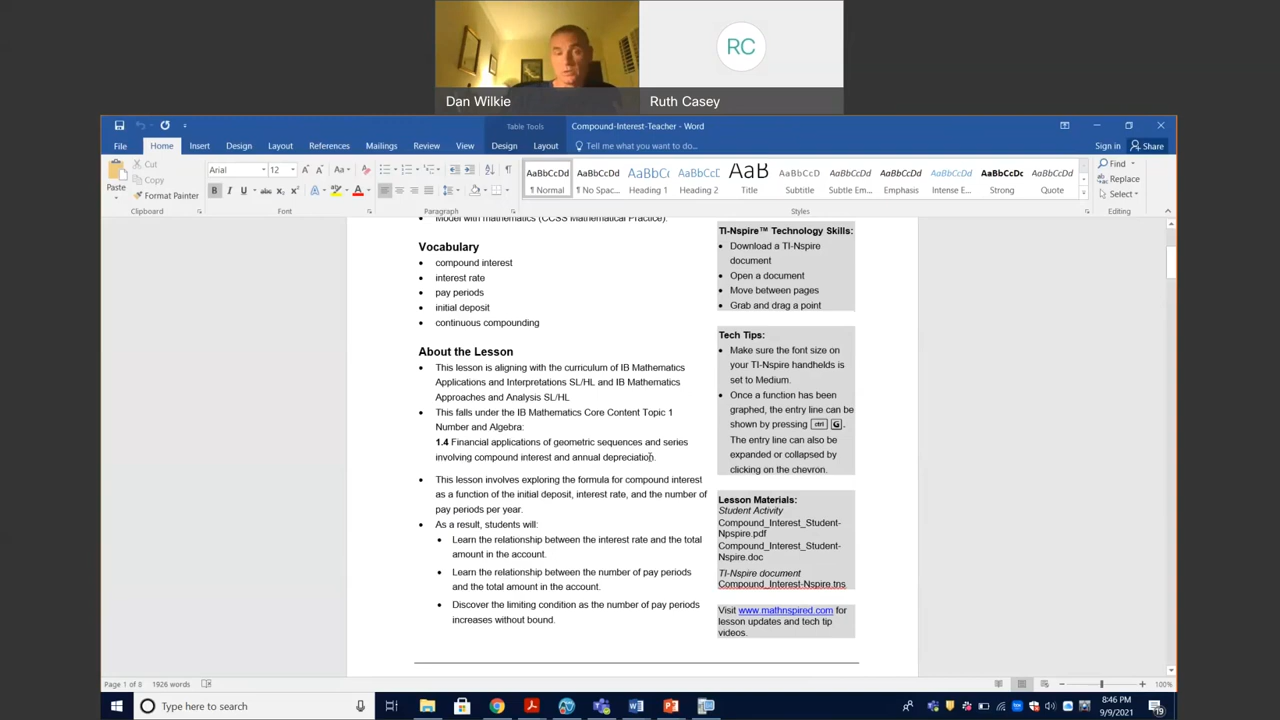 RC
Dan Wilkie
Ruth Casey
Table Tools
Compound-Interest-Teacher - Word
File
Home
Insert
Design
Layout
References
Mailings
Review
View
Design
Layout
Tell me what you want to do...
Sign in
Share
Paste
Cut
Copy
Format Painter
Clipboard
Arial
12
Font
Paragraph
AaBbCcDd
¶ Normal
AaBbCcDd
¶ No Spac...
AaBbCc
Heading 1
AaBbCcD
Heading 2
AaB
Title
AaBbCcD
Subtitle
AaBbCcDd
Subtle Em...
AaBbCcDd
Emphasis
AaBbCcDd
Intense E...
AaBbCcDd
Strong
AaBbCcDd
Quote
Styles
Find
Replace
Select
Editing
Model with mathematics (CCSS Mathematical Practice).
Vocabulary
• compound interest
• interest rate
• pay periods
• initial deposit
• continuous compounding
About the Lesson
• This lesson is aligning with the curriculum of IB Mathematics
Applications and Interpretations SL/HL and IB Mathematics
Approaches and Analysis SL/HL
• This falls under the IB Mathematics Core Content Topic 1
Number and Algebra:
1.4 Financial applications of geometric sequences and series
involving compound interest and annual depreciation.
• This lesson involves exploring the formula for compound interest
as a function of the initial deposit, interest rate, and the number of
pay periods per year.
• As a result, students will:
• Learn the relationship between the interest rate and the total
amount in the account.
• Learn the relationship between the number of pay periods
and the total amount in the account.
• Discover the limiting condition as the number of pay periods
increases without bound.
TI-Nspire™ Technology Skills:
• Download a TI-Nspire
document
• Open a document
• Move between pages
• Grab and drag a point
Tech Tips:
• Make sure the font size on
your TI-Nspire handhelds is
set to Medium.
• Once a function has been
graphed, the entry line can be
shown by pressing ctrl G.
The entry line can also be
expanded or collapsed by
clicking on the chevron.
Lesson Materials:
Student Activity
Compound_Interest_Student-
Npspire.pdf
Compound_Interest_Student-
Nspire.doc
TI-Nspire document
Compound_Interest-Nspire.tns
Visit www.mathnspired.com for
lesson updates and tech tip
videos.
Page 1 of 8
1926 words
100%
Type here to search
8:46 PM
9/9/2021
19